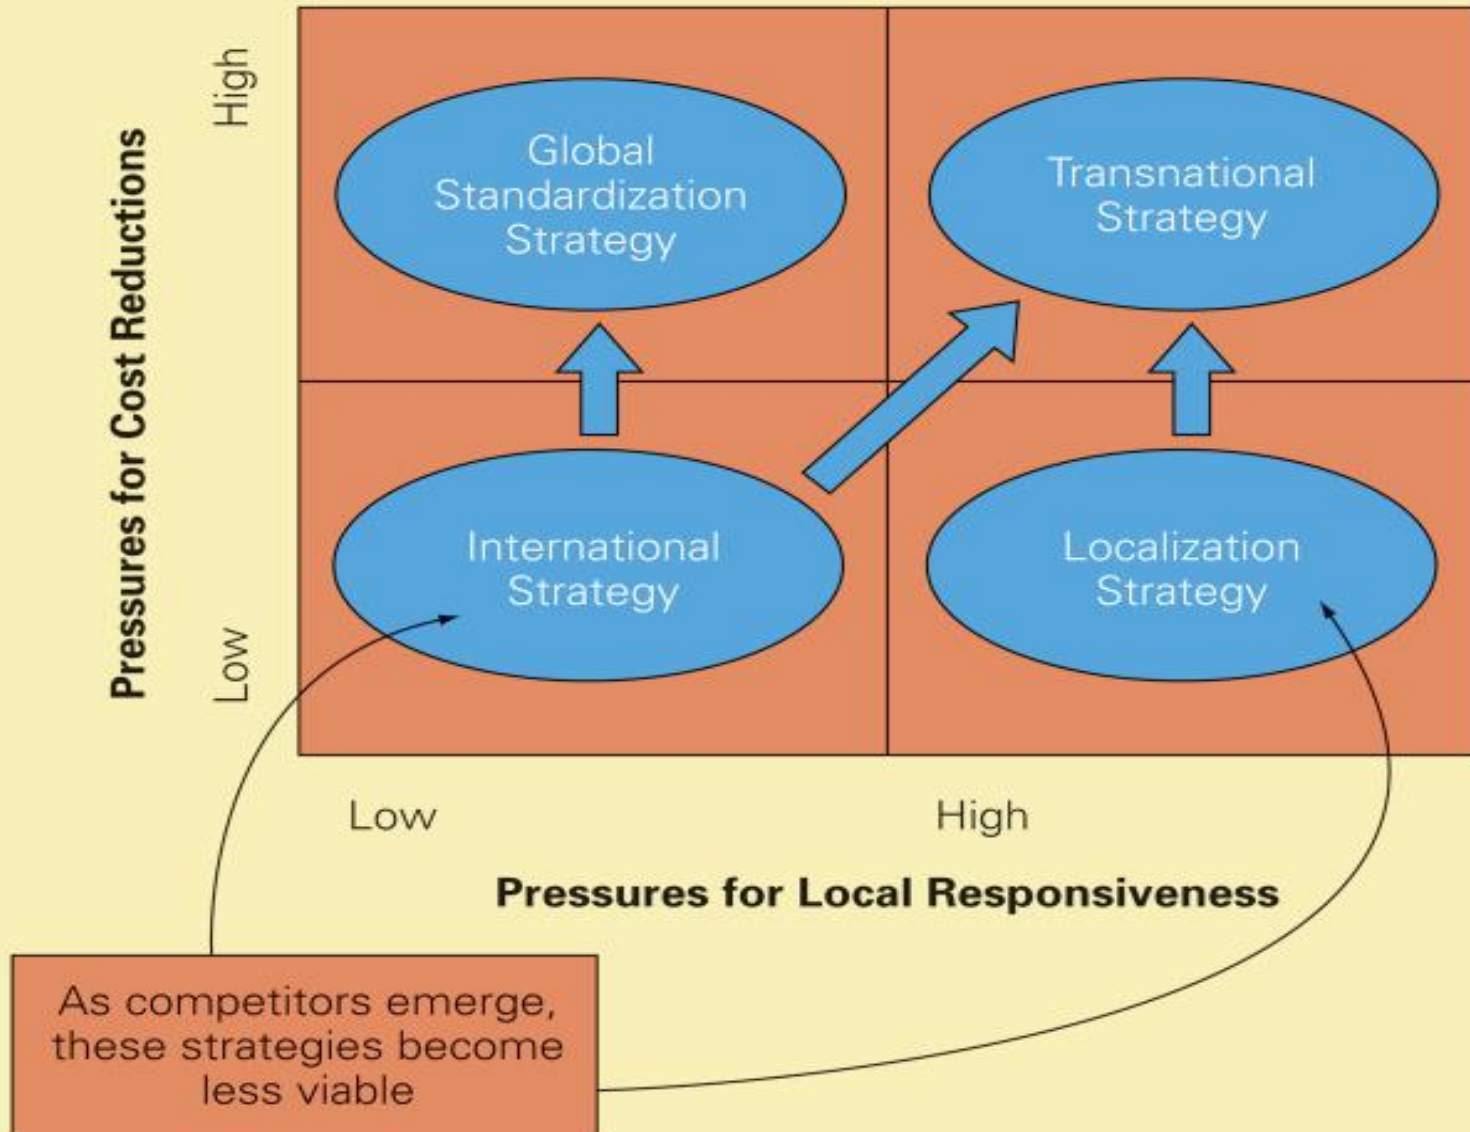 High
Global
Standardization
Strategy
Transnational
Strategy
Pressures for Cost Reductions
International
Strategy
Localization
Strategy
Low
Low
High
Pressures for Local Responsiveness
As competitors emerge,
these strategies become
less viable